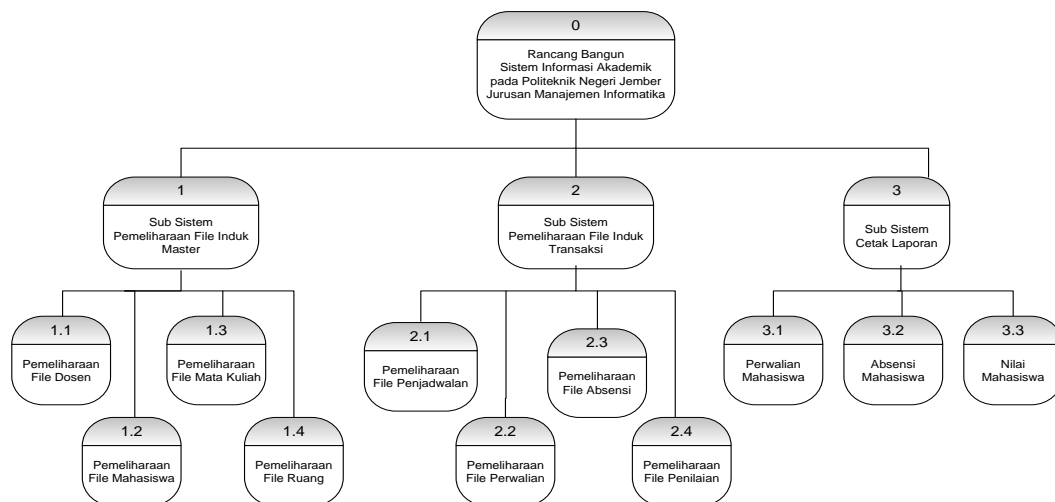 0
Rancang Bangun
Sistem Informasi Akademik
pada Politeknik Negeri Jember
Jurusan Manajemen Informatika
1
Sub Sistem
Pemeliharaan File Induk
Master
2
Sub Sistem
Pemeliharaan File Induk
Transaksi
3
Sub Sistem
Cetak Laporan
1.1
Pemeliharaan
File Dosen
1.2
Pemeliharaan
File Mahasiswa
1.3
Pemeliharaan
File Mata Kuliah
1.4
Pemeliharaan
File Ruang
2.1
Pemeliharaan
File Penjadwalan
2.2
Pemeliharaan
File Perwalian
2.3
Pemeliharaan
File Absensi
2.4
Pemeliharaan
File Penilaian
3.1
Perwalian
Mahasiswa
3.2
Absensi
Mahasiswa
3.3
Nilai
Mahasiswa